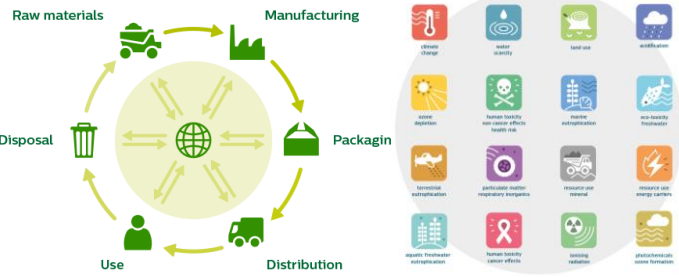 Raw materials
Manufacturing
Disposal
Packagin
Use
Distribution
climate
change
water
scarcity
land use
acidification
ozone
depletion
human toxicity
non cancer effects
health risk
marine
eutrophication
eco-toxicity
freshwater
terrestrial
eutrophication
particulate matter
respiratory inorganics
resource use
mineral
resource use
energy carriers
aquatic freshwater
eutrophication
human toxicity
cancer effects
ionising
radiation
photochemicals
ozone formation